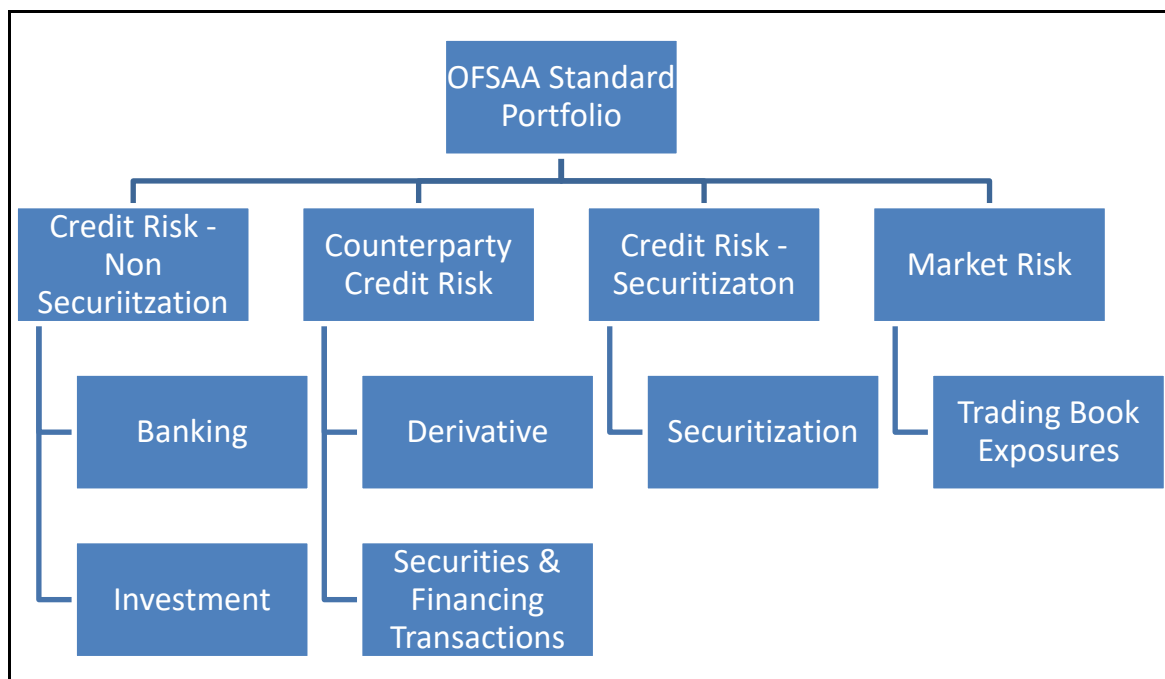 OFSAA Standard
Portfolio
Credit Risk -
Non
Securiitzation
Counterparty
Credit Risk
Credit Risk -
Securitizaton
Market Risk
Banking
Derivative
Securitization
Trading Book
Exposures
Investment
Securities &
Financing
Transactions